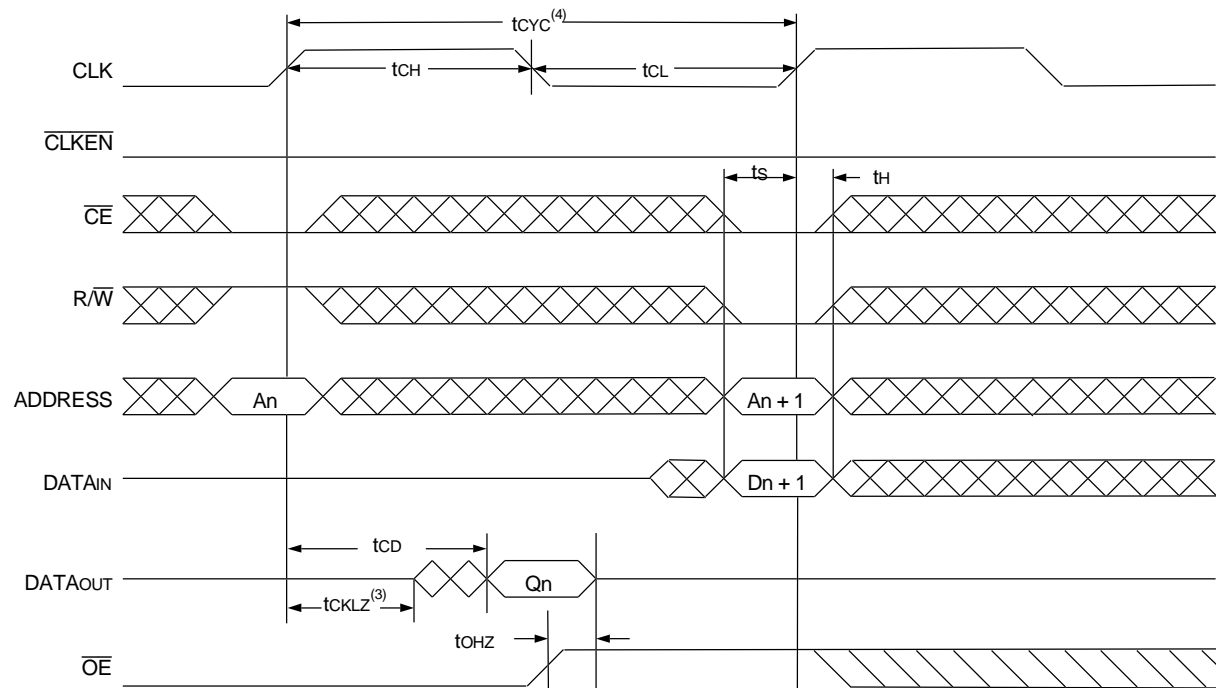 tCYC(4)
CLK
tCH
tCL
CLKEN
tS
tH
CE
R/W
ADDRESS
An
An + 1
DATAIN
Dn + 1
tCD
DATAOUT
Qn
tCKLZ(3)
tOHZ
OE